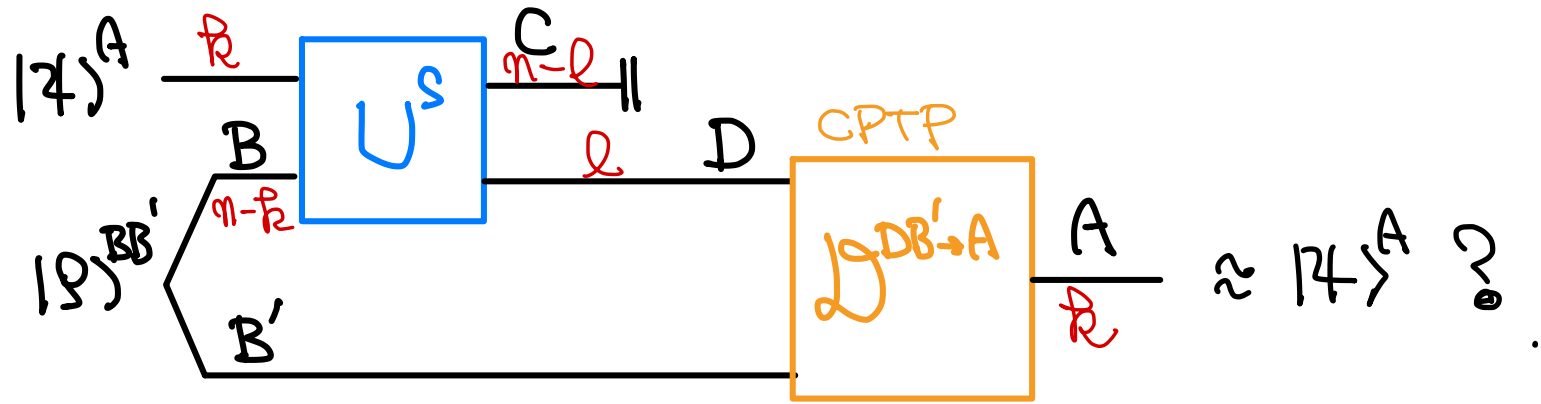 |Ψ⟩^A
k
U^S
C
n-l
B
n-k
l
D
CPTP
|ρ⟩^{BB'}
B'
𝒟^{DB'→A}
A
k
≈ |Ψ⟩^A ?
.